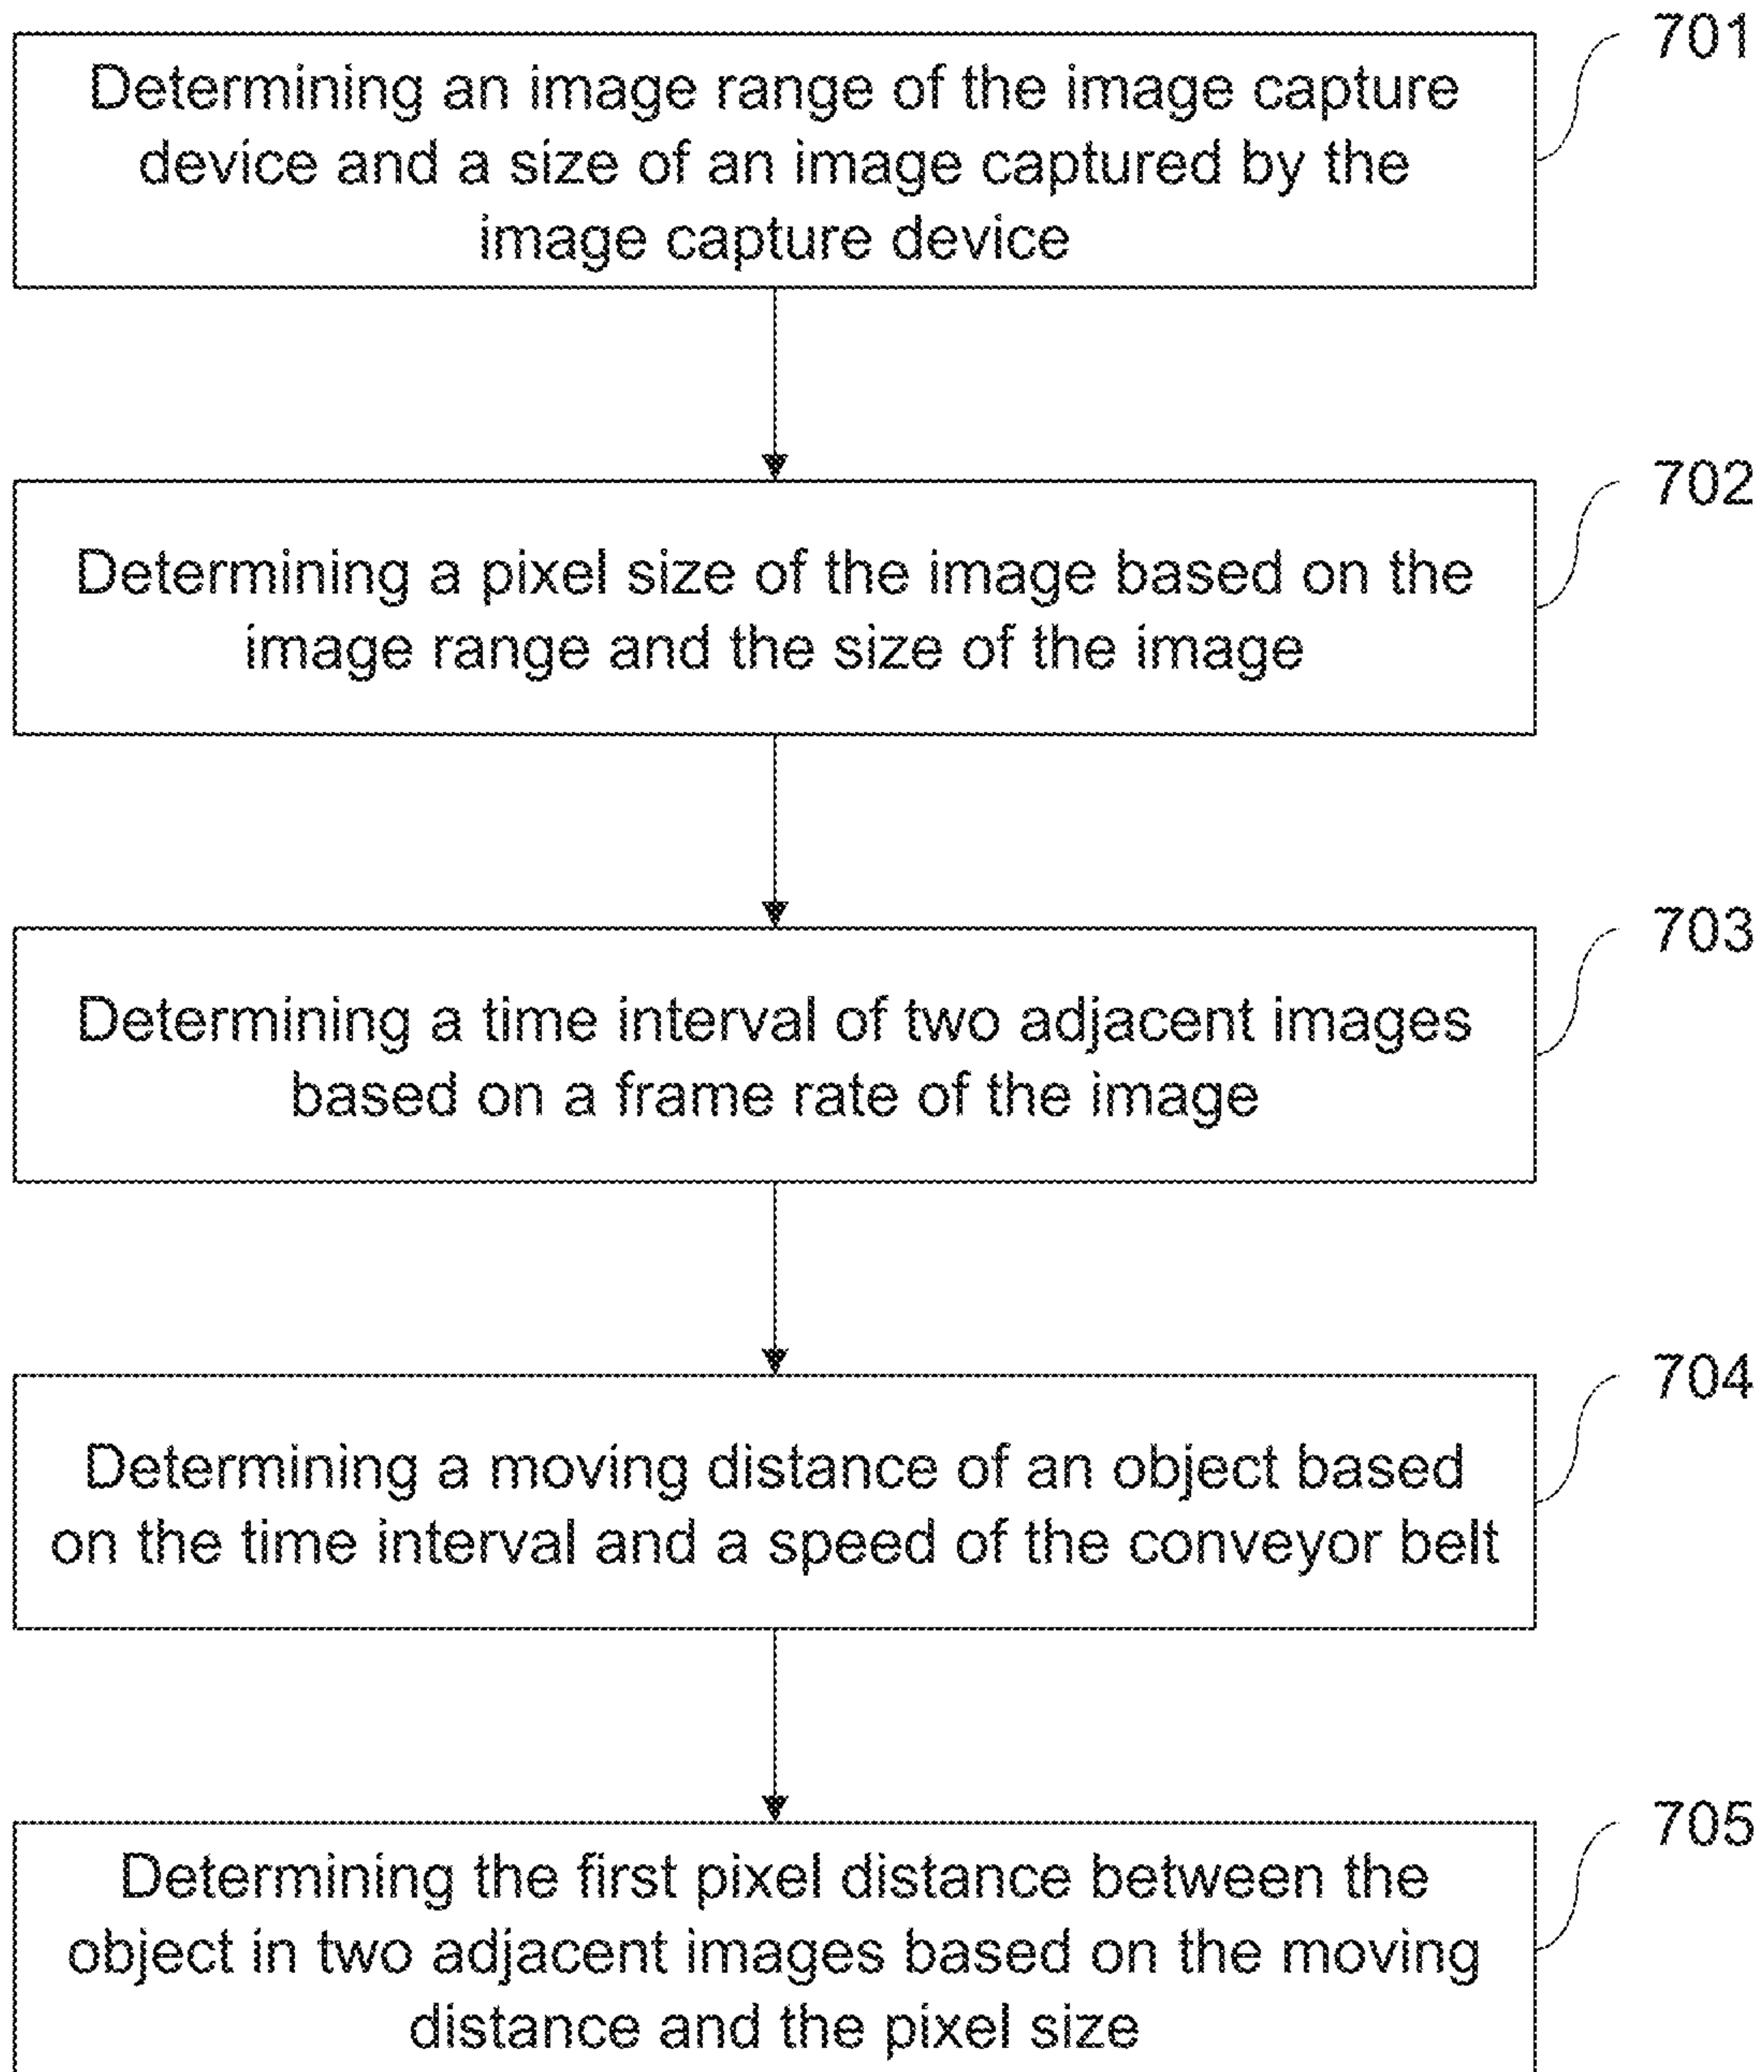 701
Determining an image range of the image capture
device and a size of an image captured by the
image capture device
702
Determining a pixel size of the image based on the
image range and the size of the image
703
Determining a time interval of two adjacent images
based on a frame rate of the image
704
Determining a moving distance of an object based
on the time interval and a speed of the conveyor belt
705
Determining the first pixel distance between the
object in two adjacent images based on the moving
distance and the pixel size